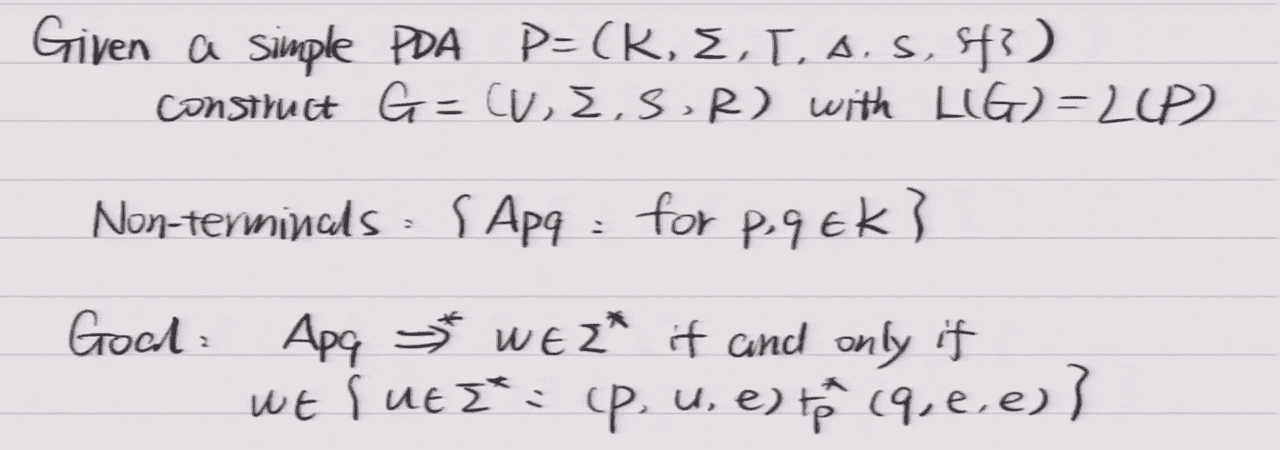 Given a simple PDA P=(K, Σ, Γ, Δ, s, {f})
construct G=(V, Σ, S, R) with L(G)=L(P)
Non-terminals: {Apq : for p,q ∈ K}
Goal: Apq ⇒* w∈Σ* if and only if
w∈ {u∈Σ* : (p, u, e) ⊢*P (q, e, e)}